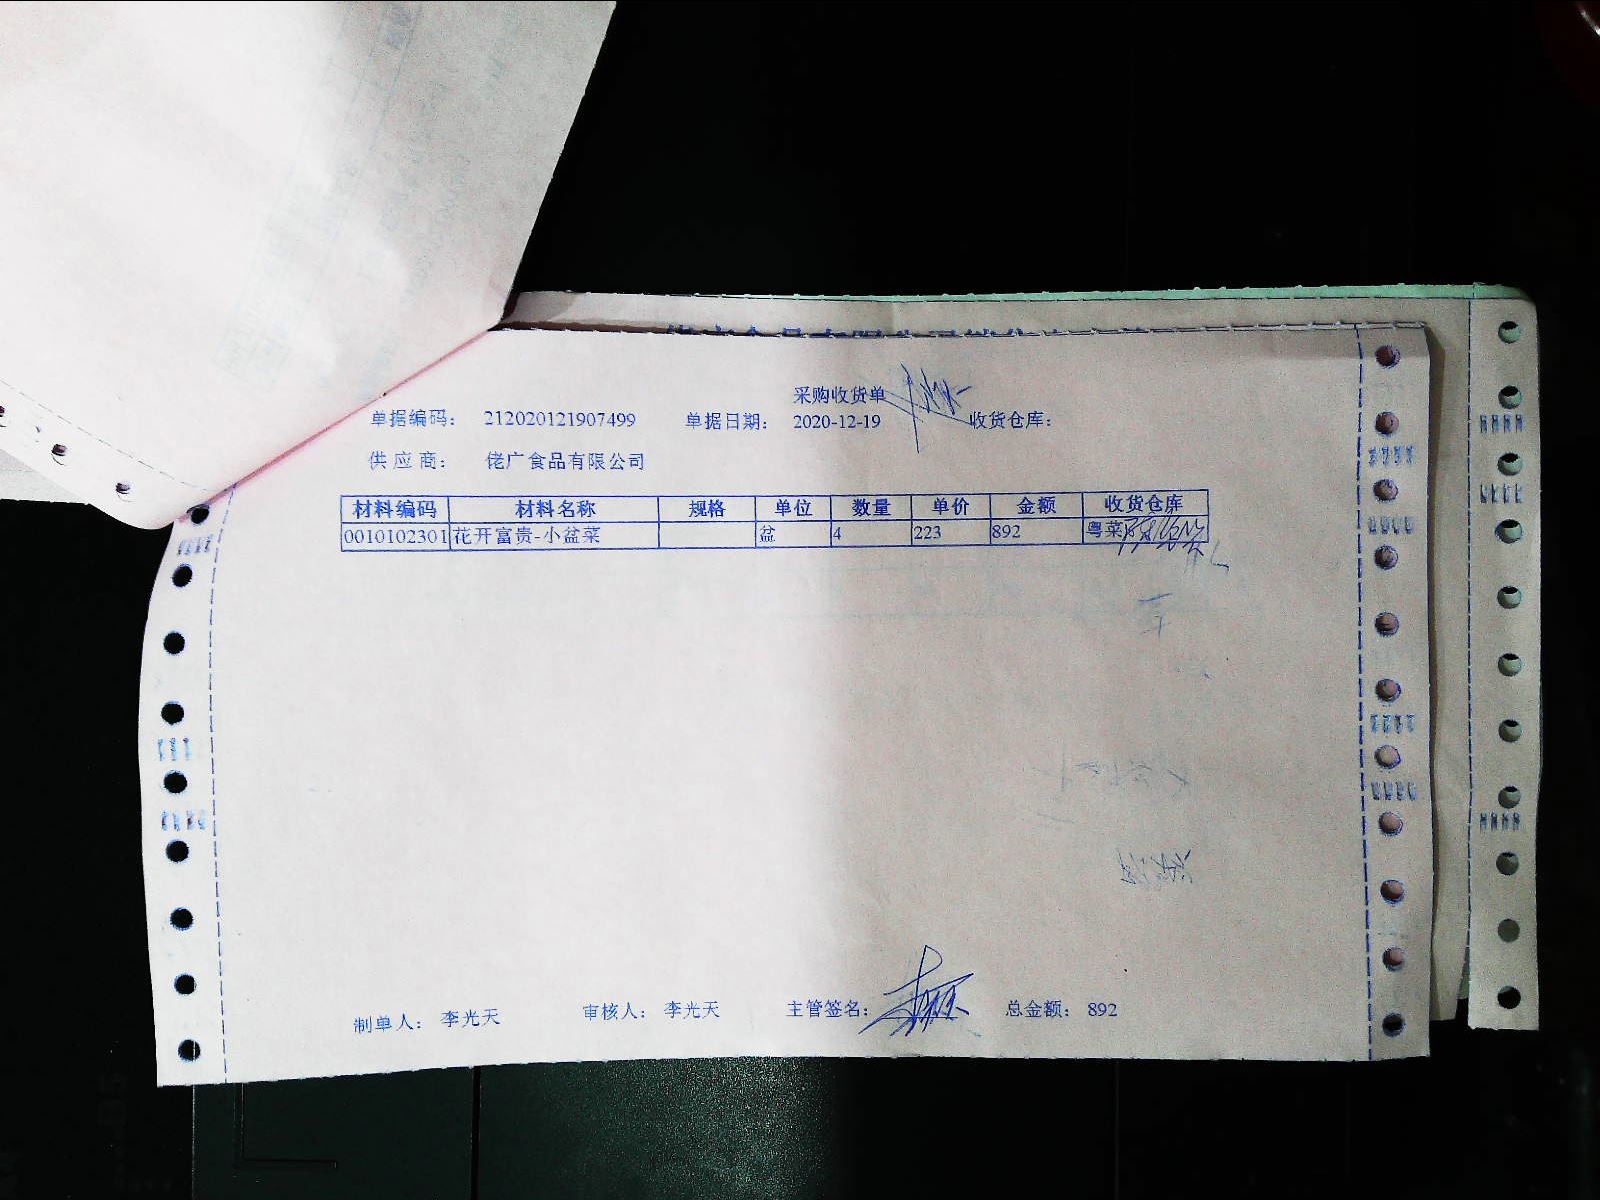 采购收货单
单据编码： 212020121907499 单据日期： 2020-12-19 收货仓库：
供应商： 佬广食品有限公司
材料编码 材料名称 规格 单位 数量 单价 金额 收货仓库
0010102301 花开富贵-小盆菜 盆 4 223 892 粤菜
制单人： 李光天 审核人： 李光天 主管签名： 总金额： 892